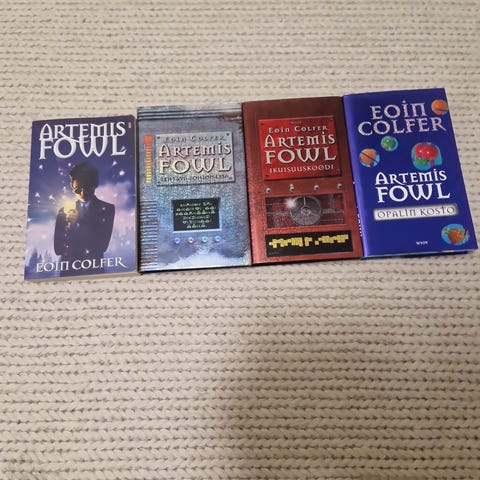 ARTEMIS
FOWL
EOIN COLFER
EOIN COLFER
ARTEMIS
FOWL
EOIN COLFER
ARTEMIS
FOWL
IKUISUUSKOODI
EOIN
COLFER
ARTEMIS
FOWL
OPALIN KOSTO
WSOY